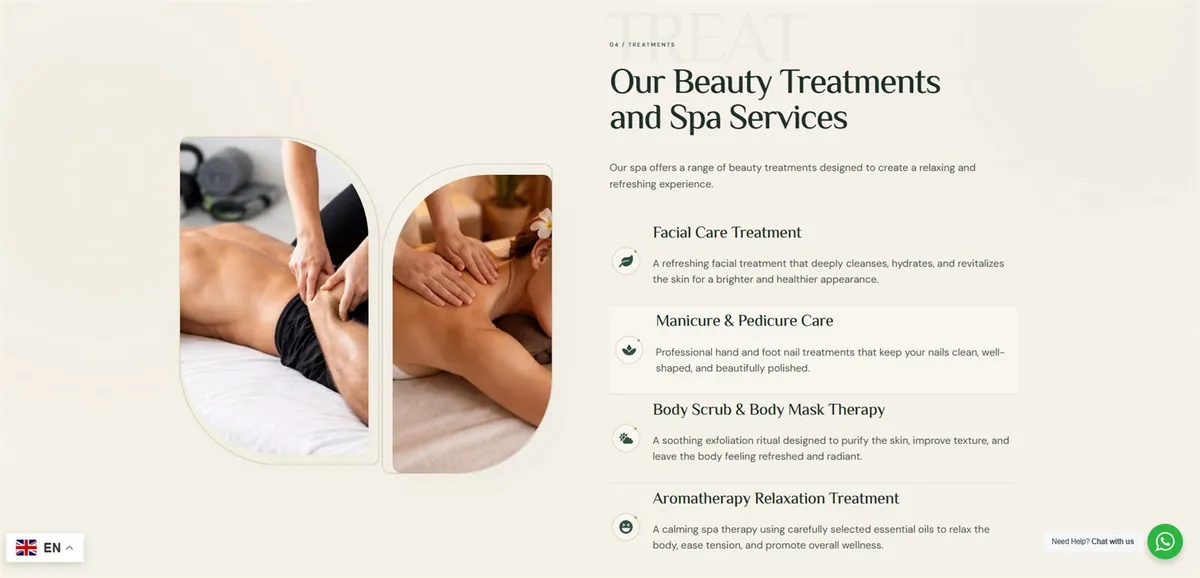 TREAT
04 / TREATMENTS
Our Beauty Treatments
and Spa Services
Our spa offers a range of beauty treatments designed to create a relaxing and
refreshing experience.
Facial Care Treatment
A refreshing facial treatment that deeply cleanses, hydrates, and revitalizes
the skin for a brighter and healthier appearance.
Manicure & Pedicure Care
Professional hand and foot nail treatments that keep your nails clean, well-
shaped, and beautifully polished.
Body Scrub & Body Mask Therapy
A soothing exfoliation ritual designed to purify the skin, improve texture, and
leave the body feeling refreshed and radiant.
Aromatherapy Relaxation Treatment
A calming spa therapy using carefully selected essential oils to relax the
body, ease tension, and promote overall wellness.
EN
Need Help? Chat with us